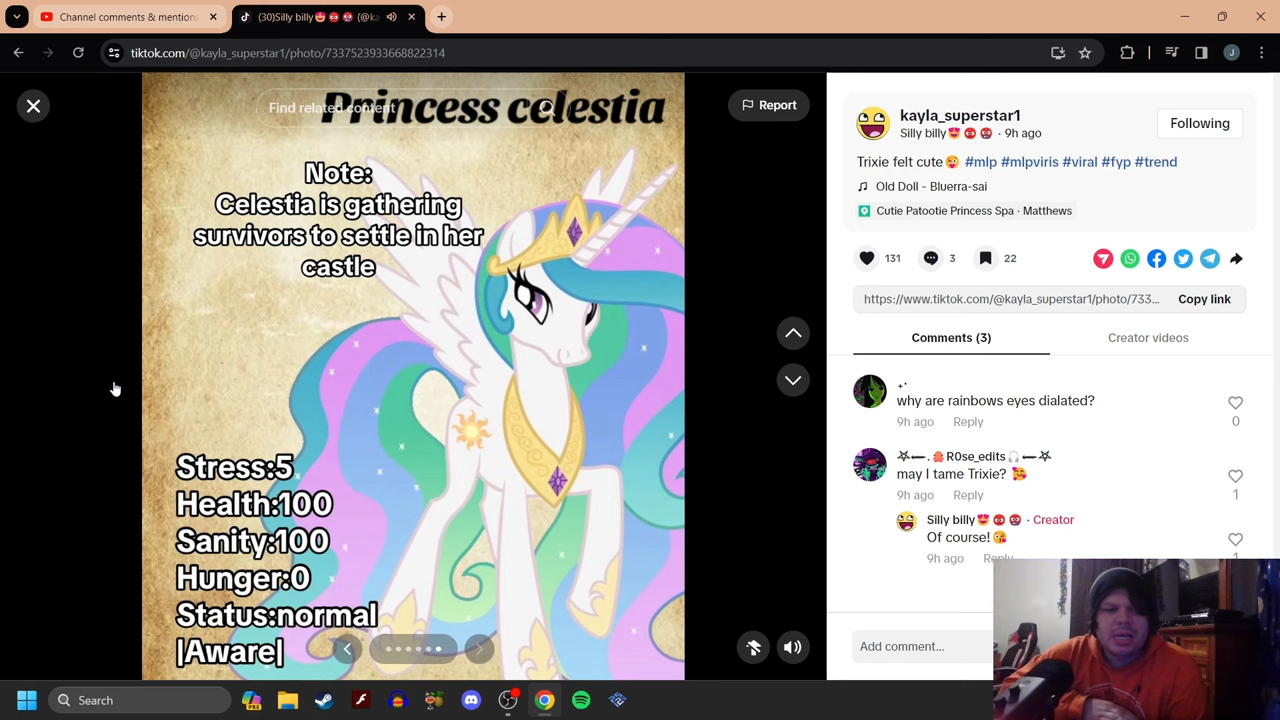 Channel comments & mentions
(30)Silly billy😍 (@ka
tiktok.com/@kayla_superstar1/photo/7337523933668822314
J
Find related content
Princess celestia
Report
Note:
Celestia is gathering
survivors to settle in her
castle
Stress:5
Health:100
Sanity:100
Hunger:0
Status:normal
|Aware|
kayla_superstar1
Silly billy😍 · 9h ago
Following
Trixie felt cute😜 #mlp #mlpviris #viral #fyp #trend
Old Doll - Bluerra-sai
Cutie Patootie Princess Spa · Matthews
131
3
22
https://www.tiktok.com/@kayla_superstar1/photo/733...
Copy link
Comments (3)
Creator videos
why are rainbows eyes dialated?
9h ago
Reply
0
R0se_edits
may I tame Trixie? 🥰
9h ago
Reply
1
Silly billy😍 · Creator
Of course!😘
9h ago
Reply
1
Add comment...
Search
PRE